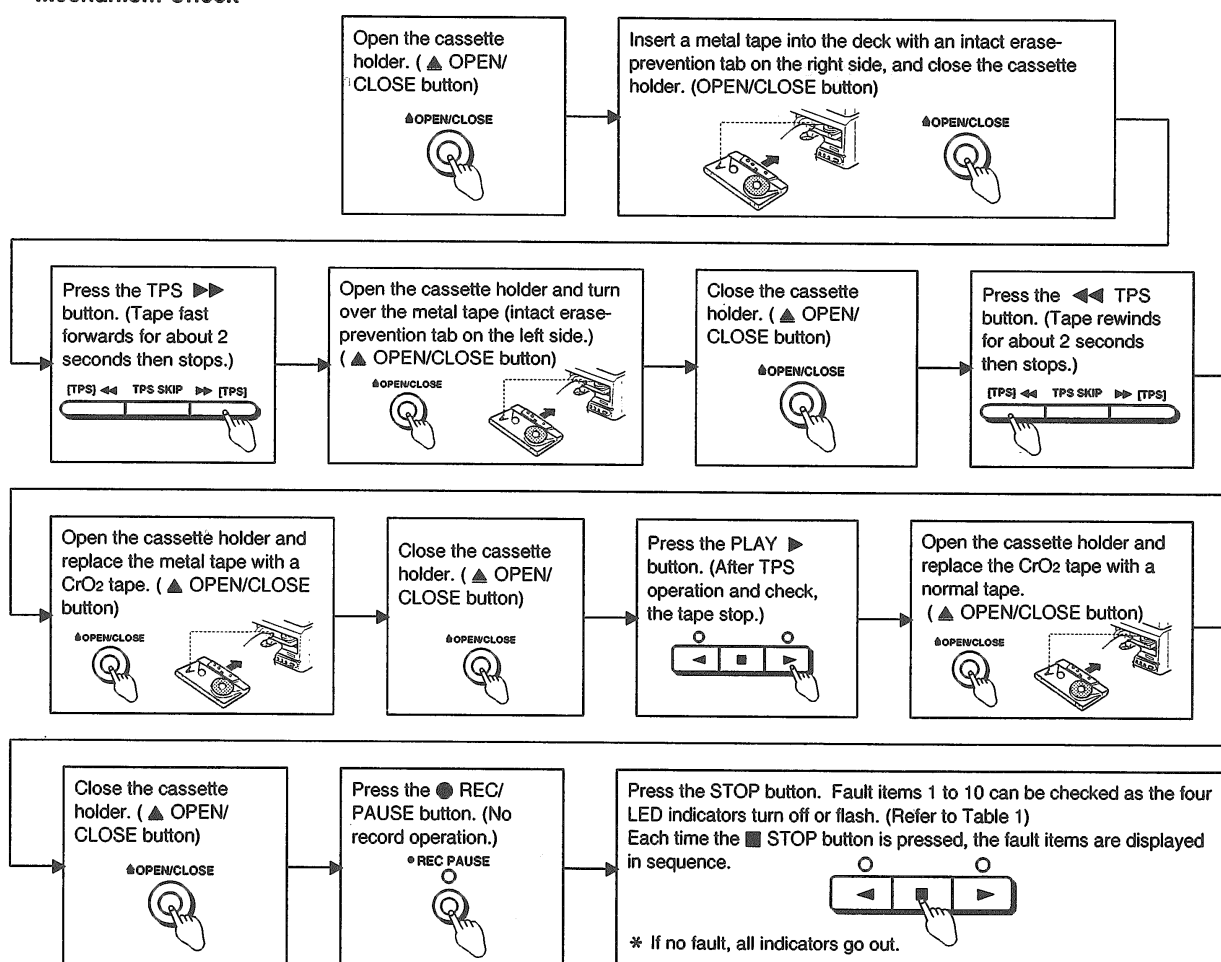 Open the cassette
holder. ( ▲ OPEN/
CLOSE button)
▲OPEN/CLOSE
Insert a metal tape into the deck with an intact erase-
prevention tab on the right side, and close the cassette
holder. (OPEN/CLOSE button)
▲OPEN/CLOSE
Press the TPS ▶▶
button. (Tape fast
forwards for about 2
seconds then stops.)
[TPS] ◀◀ TPS SKIP ▶▶ [TPS]
Open the cassette holder and turn
over the metal tape (intact erase-
prevention tab on the left side.)
( ▲ OPEN/CLOSE button)
▲OPEN/CLOSE
Close the cassette
holder. ( ▲ OPEN/
CLOSE button)
▲OPEN/CLOSE
Press the ◀◀ TPS
button. (Tape rewinds
for about 2 seconds
then stops.)
[TPS] ◀◀ TPS SKIP ▶▶ [TPS]
Open the cassette holder and
replace the metal tape with a
CrO2 tape. ( ▲ OPEN/CLOSE
button)
▲OPEN/CLOSE
Close the cassette
holder. ( ▲ OPEN/
CLOSE button)
▲OPEN/CLOSE
Press the PLAY ▶
button. (After TPS
operation and check,
the tape stop.)
Open the cassette holder and
replace the CrO2 tape with a
normal tape.
( ▲ OPEN/CLOSE button)
▲OPEN/CLOSE
Close the cassette
holder. ( ▲ OPEN/
CLOSE button)
▲OPEN/CLOSE
Press the ● REC/
PAUSE button. (No
record operation.)
● REC PAUSE
Press the STOP button. Fault items 1 to 10 can be checked as the four
LED indicators turn off or flash. (Refer to Table 1)
Each time the ■ STOP button is pressed, the fault items are displayed
in sequence.
* If no fault, all indicators go out.